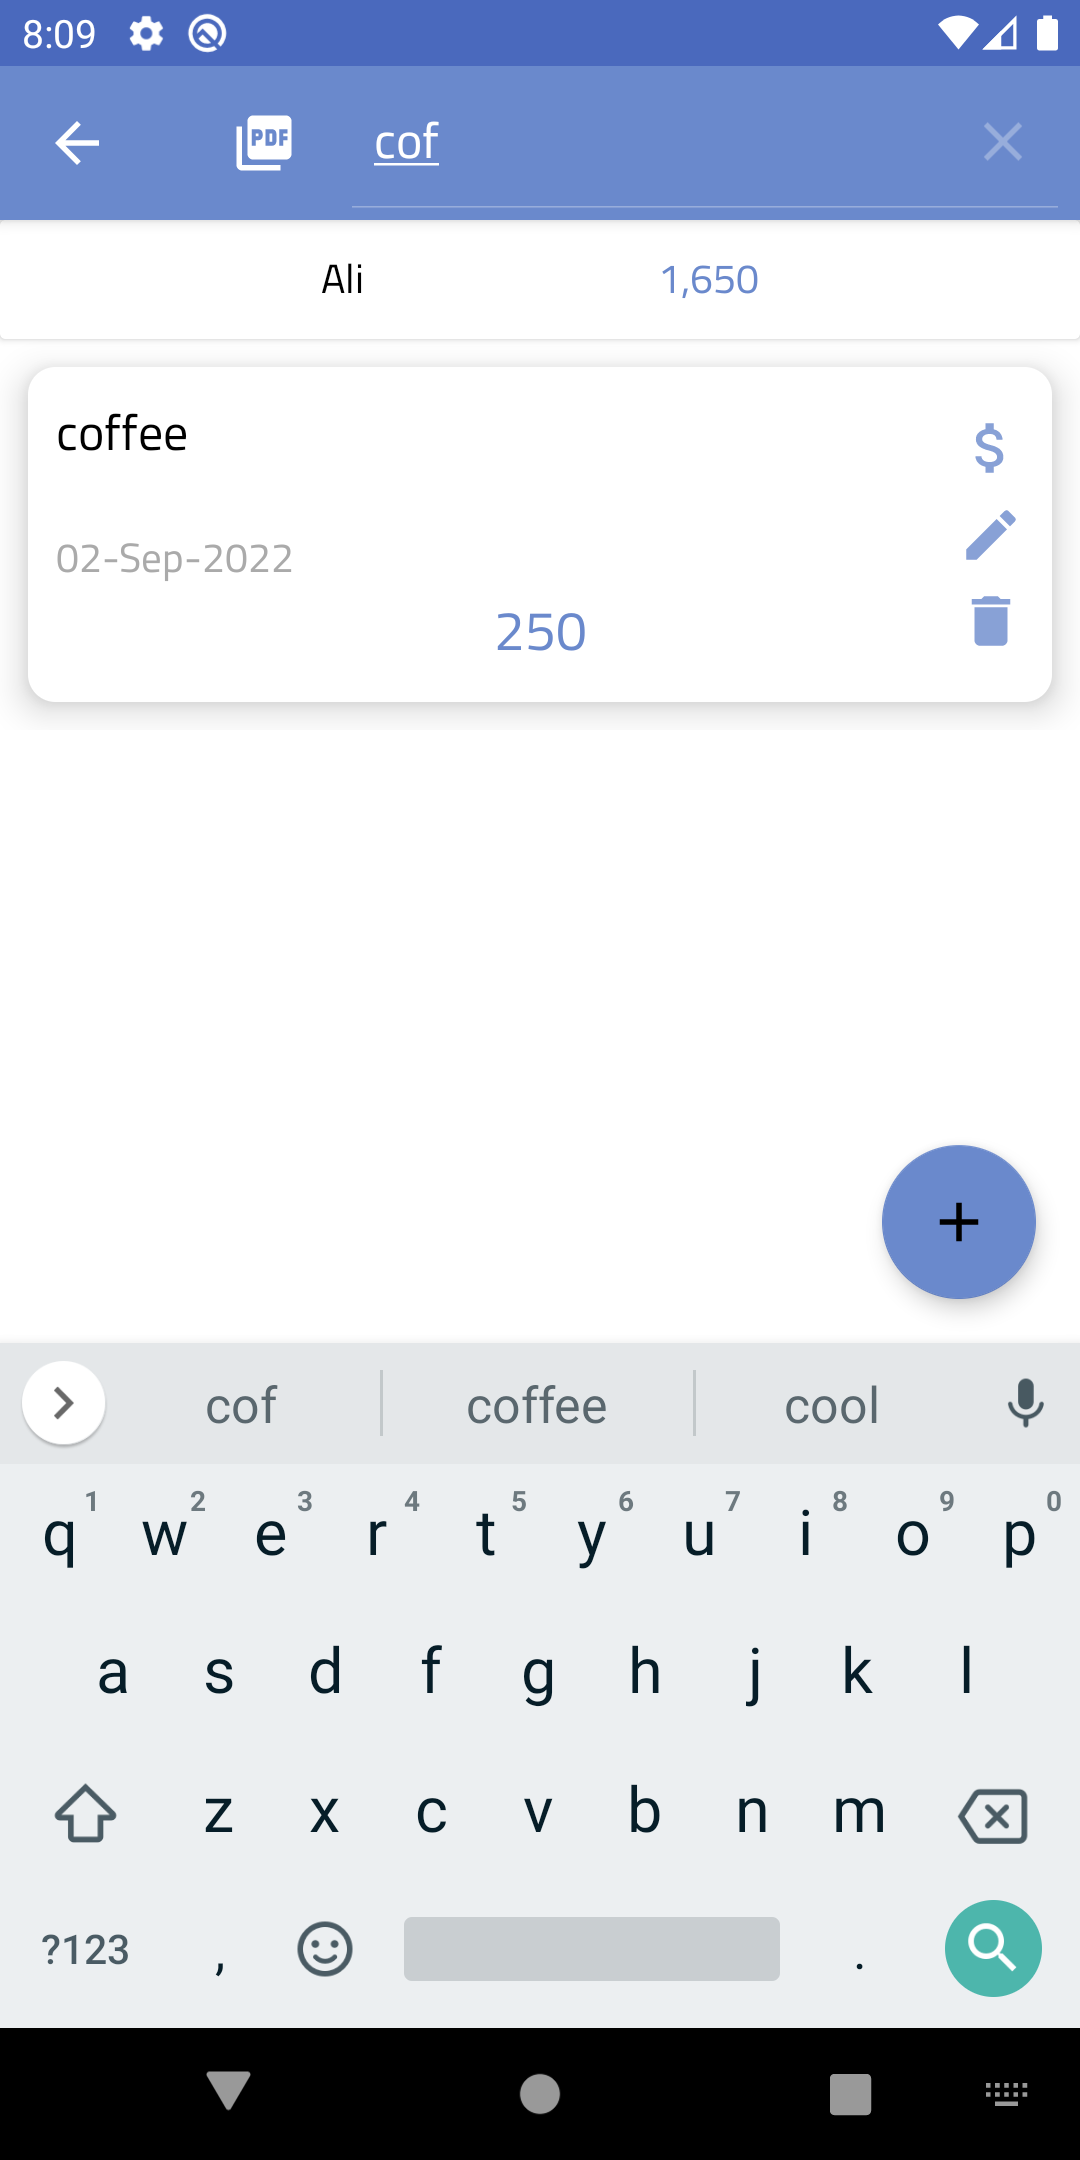 8:09
PDF cof
Ali 1,650
coffee
02-Sep-2022
250
cof coffee cool
1 2 3 4 5 6 7 8 9 0
q w e r t y u i o p
a s d f g h j k l
z x c v b n m
?123 , .